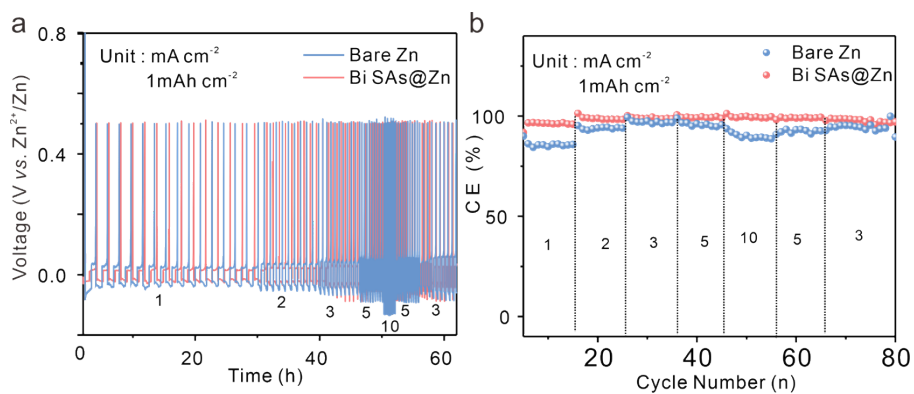 a
Unit : mA cm⁻²
1mAh cm⁻²
Bare Zn
Bi SAs@Zn
Voltage (V vs. Zn²⁺/Zn)
0.8
0.4
0.0
1
2
3
5
10
5
3
0
20
40
60
Time (h)
b
Unit : mA cm⁻²
1mAh cm⁻²
Bare Zn
Bi SAs@Zn
CE (%)
100
50
0
1
2
3
5
10
5
3
20
40
60
80
Cycle Number (n)